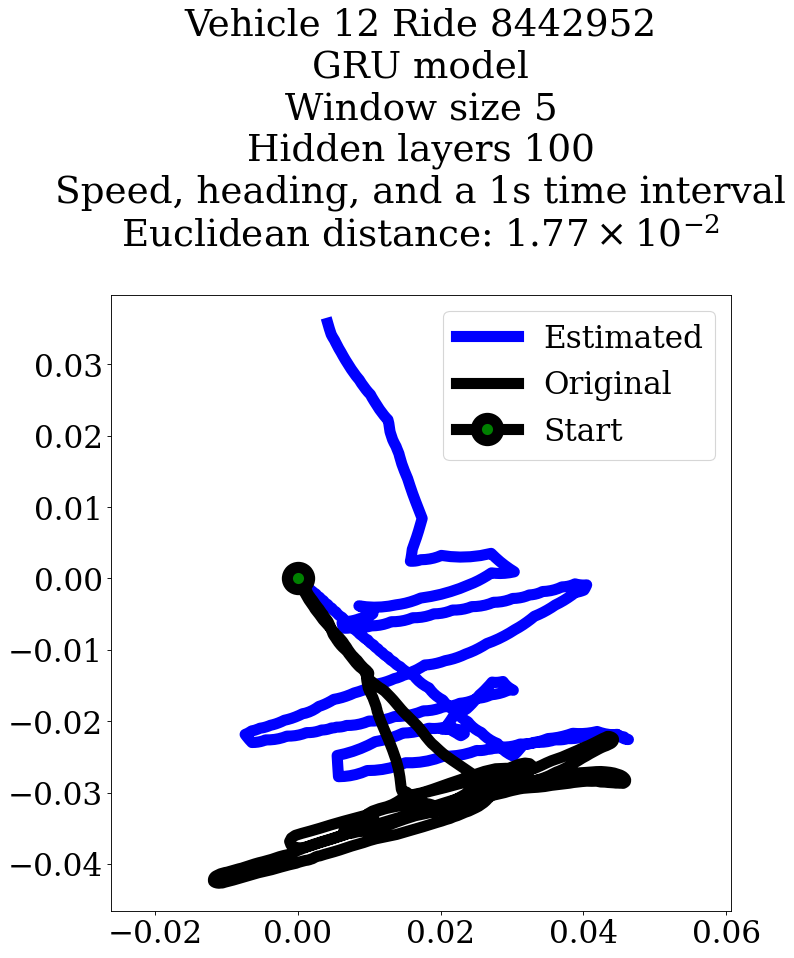 Vehicle 12 Ride 8442952
GRU model
Window size 5
Hidden layers 100
Speed, heading, and a 1s time interval
Euclidean distance: 1.77 × 10⁻²
Estimated
Original
Start
0.03
0.02
0.01
0.00
−0.01
−0.02
−0.03
−0.04
−0.02 0.00 0.02 0.04 0.06